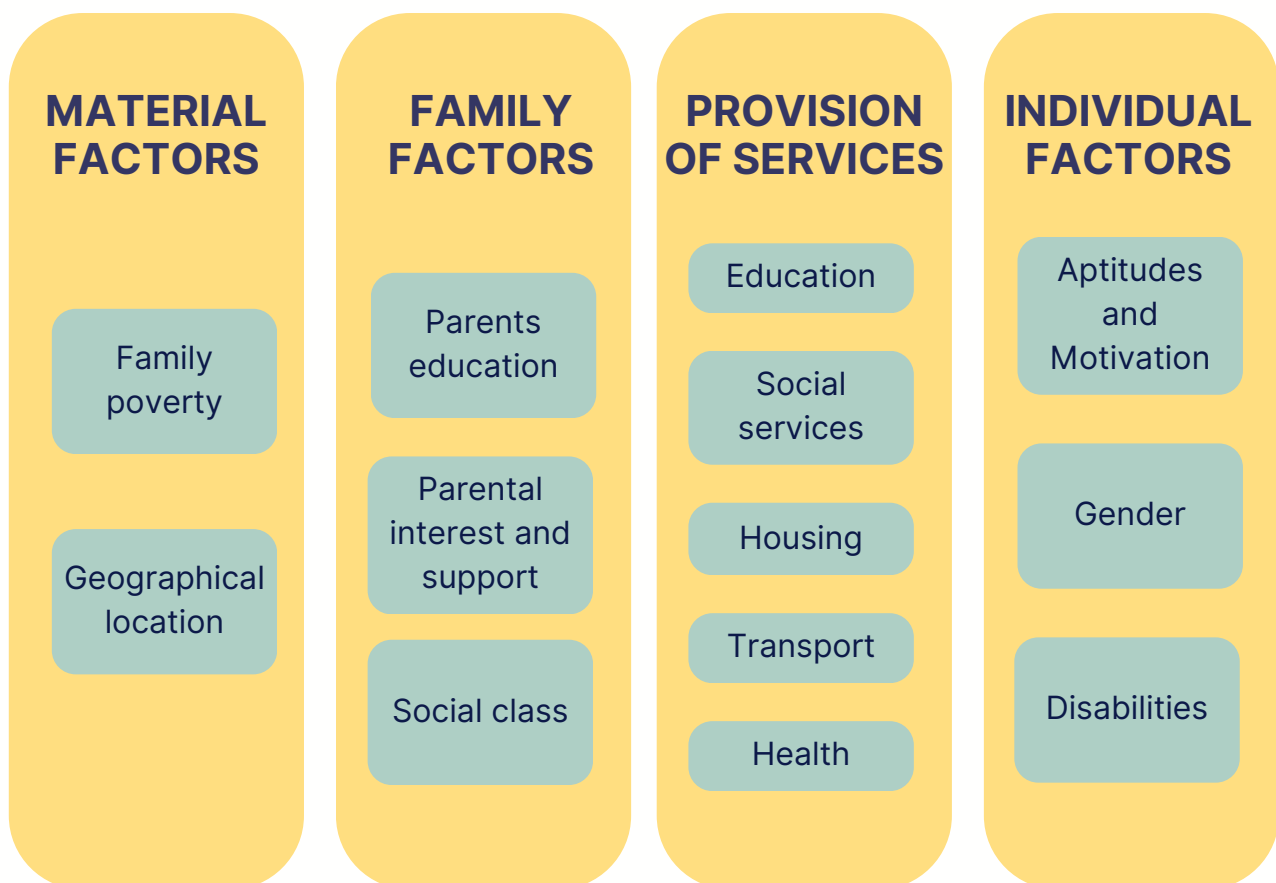 MATERIAL
FACTORS
Family
poverty
Geographical
location
FAMILY
FACTORS
Parents
education
Parental
interest and
support
Social class
PROVISION
OF SERVICES
Education
Social
services
Housing
Transport
Health
INDIVIDUAL
FACTORS
Aptitudes
and
Motivation
Gender
Disabilities